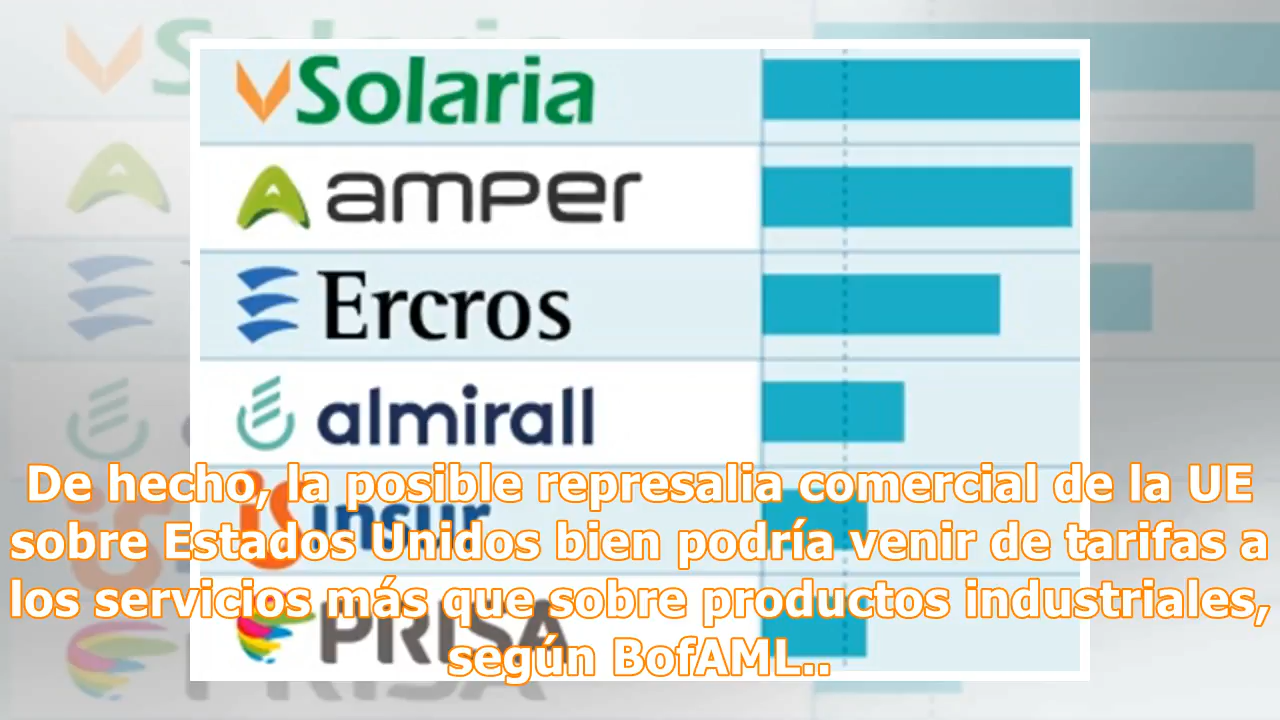 Solaria
amper
Ercros
almirall
insur
PRISA
De hecho, la posible represalia comercial de la UE
sobre Estados Unidos bien podría venir de tarifas a
los servicios más que sobre productos industriales,
según BofAML..